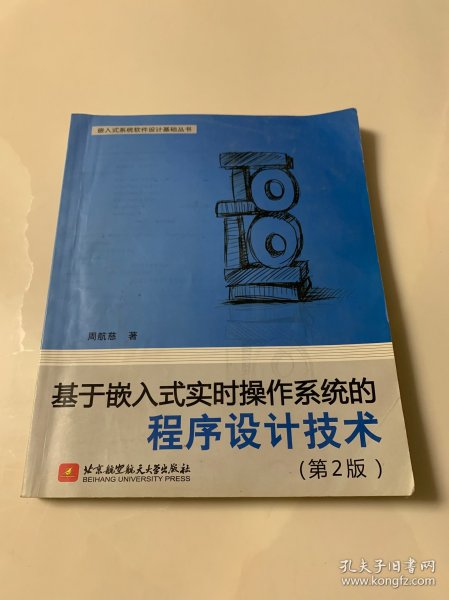 嵌入式系统软件设计基础丛书
周航慈 著
基于嵌入式实时操作系统的
程序设计技术
(第2版)
北京航空航天大学出版社
BEIHANG UNIVERSITY PRESS
孔夫子旧书网
www.kongfz.com